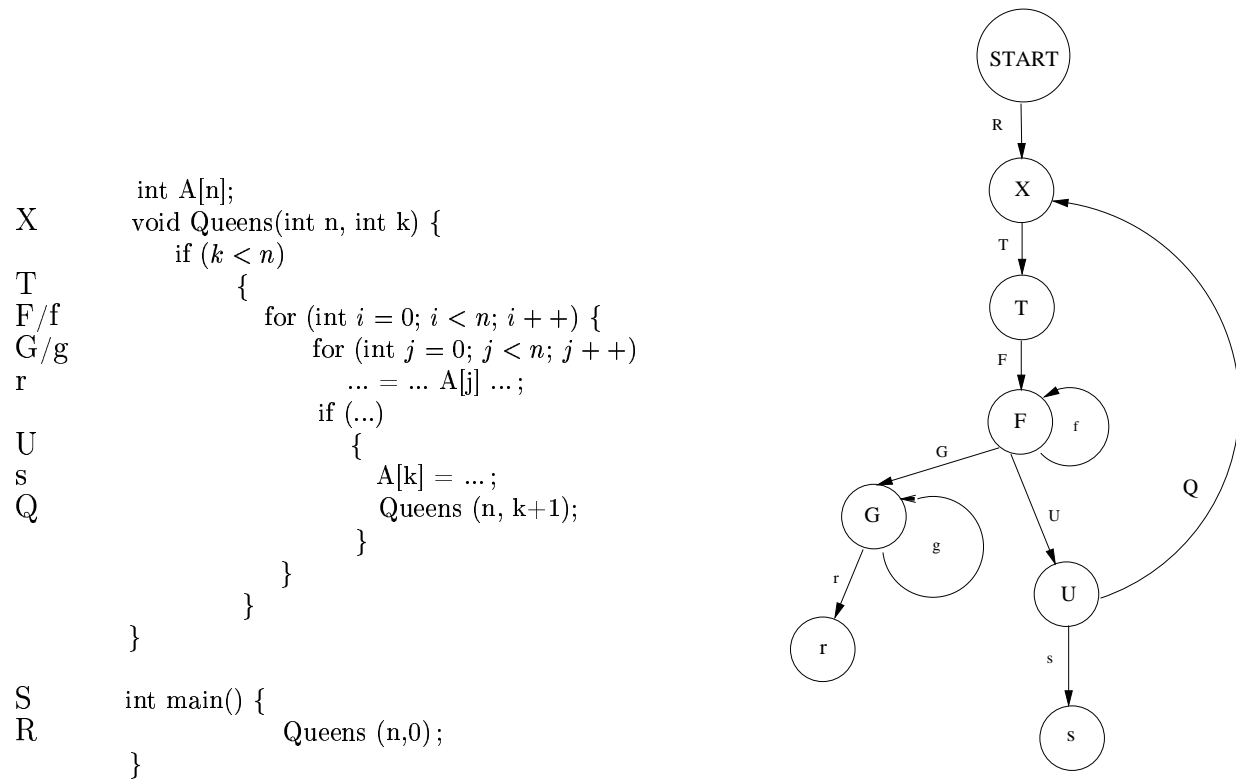 int A[n];
X void Queens(int n, int k) {
if (k < n)
T {
F/f for (int i = 0; i < n; i + +) {
G/g for (int j = 0; j < n; j + +)
r ... = ... A[j] ... ;
if (...)
U {
s A[k] = ... ;
Q Queens (n, k+1);
}
}
}
}
S int main() {
R Queens (n,0) ;
}
START
R
X
T
T
F
F
f
G
G
g
U
Q
r
U
r
s
s